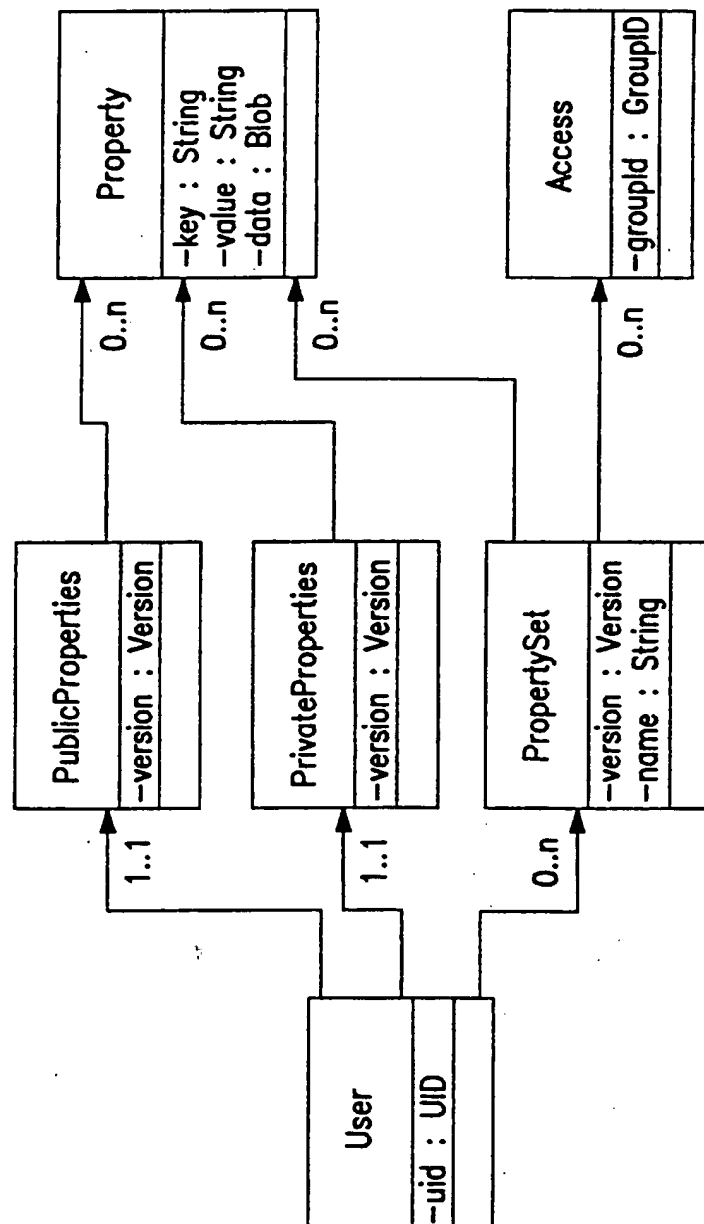 User
-uid : UID
1..1
1..1
0..n
PublicProperties
-version : Version
PrivateProperties
-version : Version
PropertySet
-version : Version
-name : String
0..n
0..n
0..n
0..n
Property
-key : String
-value : String
-data : Blob
Access
-groupId : GroupID